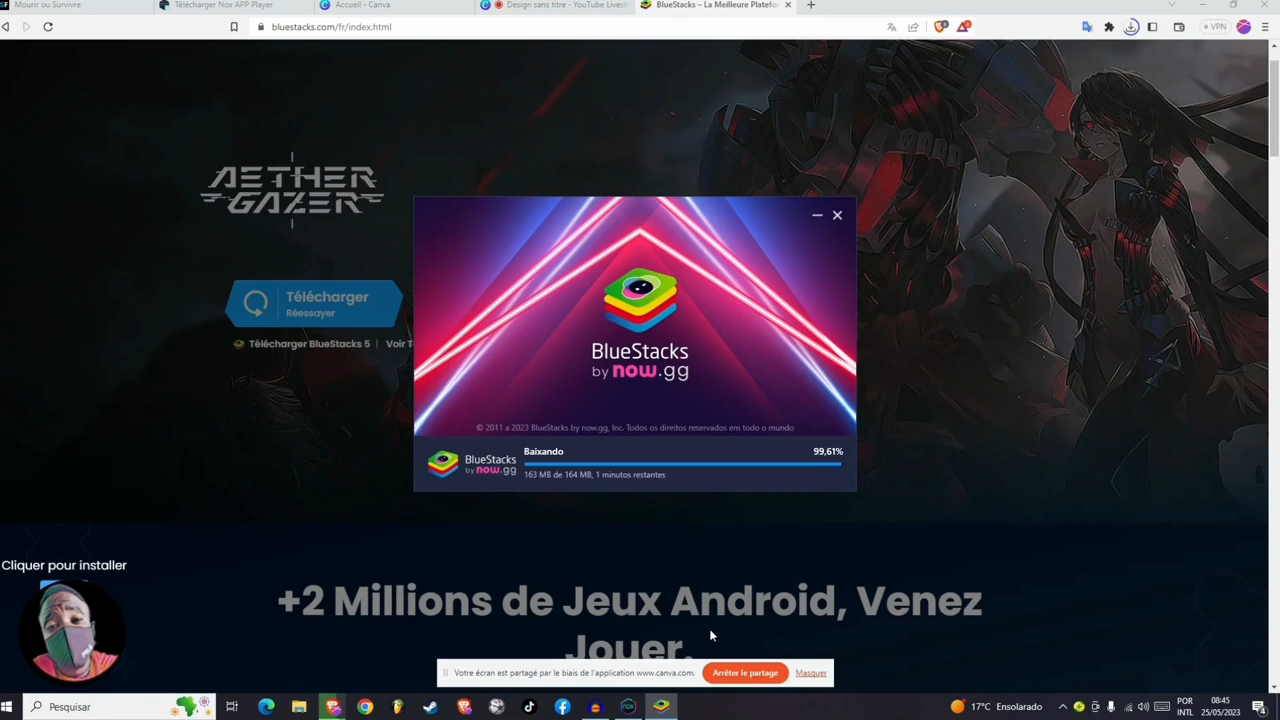 Mourir ou Survivre
Télécharger Nox APP Player
Accueil - Canva
Design sans titre - YouTube Livest
BlueStacks – La Meilleure Platefo
bluestacks.com/fr/index.html
VPN
AETHER
GAZER
Télécharger
Réessayer
Télécharger BlueStacks 5 | Voir T
BlueStacks
by now.gg
© 2011 a 2023 BlueStacks by now.gg, Inc. Todos os direitos reservados em todo o mundo
BlueStacks
by now.gg
Baixando
99,61%
163 MB de 164 MB, 1 minutos restantes
Cliquer pour installer
+2 Millions de Jeux Android, Venez
Jouer.
Votre écran est partagé par le biais de l'application www.canva.com.
Arrêter le partage
Masquer
Pesquisar
17°C Ensolarado
POR
INTL
08:45
25/05/2023